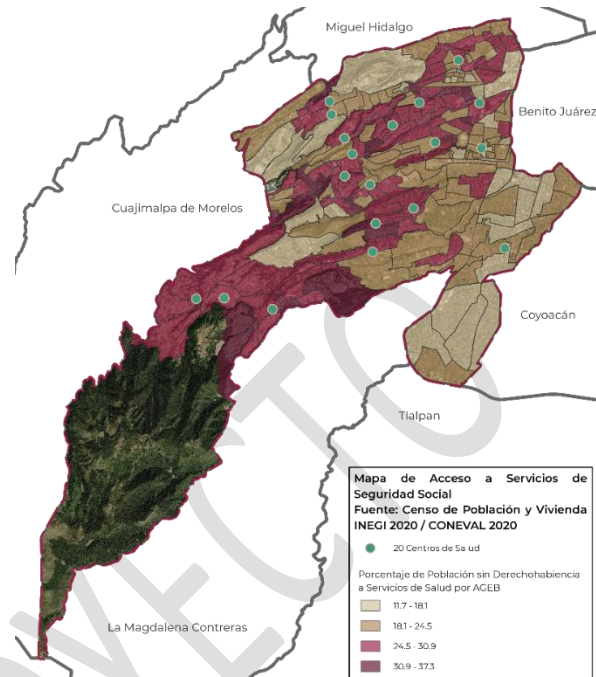 Miguel Hidalgo
Benito Juárez
Cuajimalpa de Morelos
Coyoacán
Tlalpan
La Magdalena Contreras
Mapa de Acceso a Servicios de
Seguridad Social
Fuente: Censo de Población y Vivienda
INEGI 2020 / CONEVAL 2020
20 Centros de Salud
Porcentaje de Población sin Derechohabiencia
a Servicios de Salud por AGEB
11.7 - 18.1
18.1 - 24.5
24.5 - 30.9
30.9 - 37.3